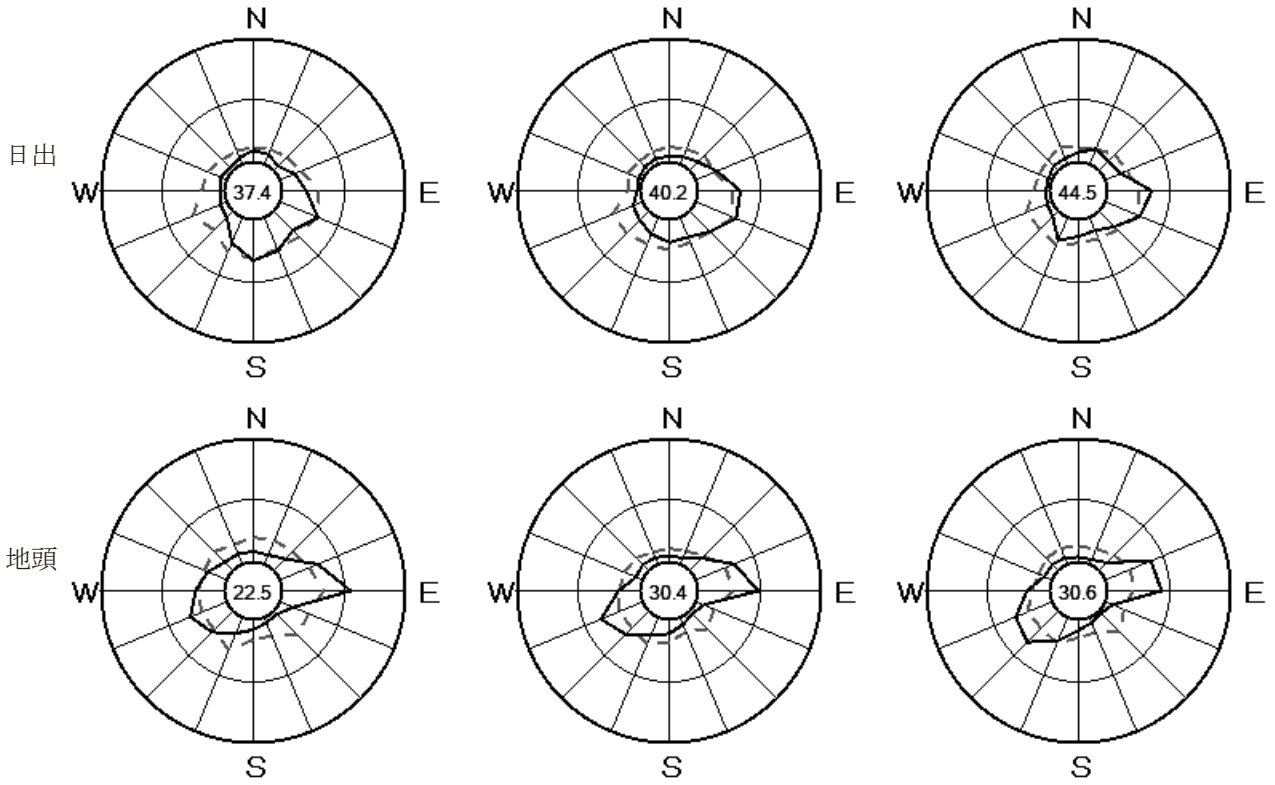 N N N
日出
W 37.4 E W 40.2 E W 44.5 E
S S S
N N N
地頭
W 22.5 E W 30.4 E W 30.6 E
S S S